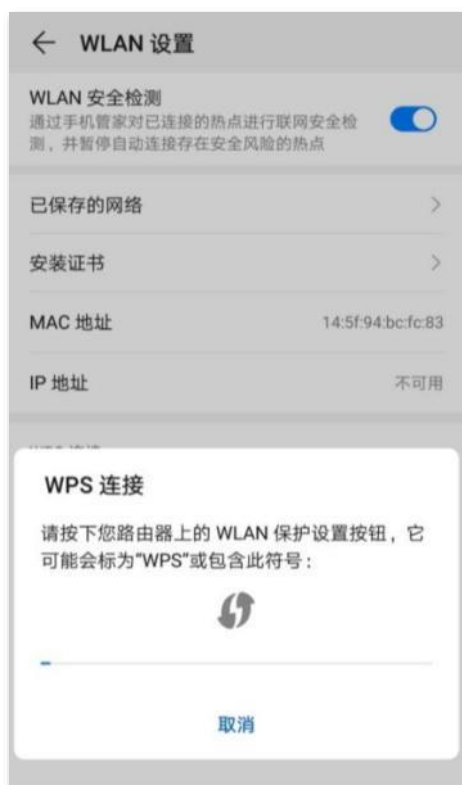 WLAN 设置
WLAN 安全检测
通过手机管家对已连接的热点进行联网安全检
测，并暂停自动连接存在安全风险的热点
已保存的网络
安装证书
MAC 地址 14:5f:94:bc:fc:83
IP 地址 不可用
WPS 连接
请按下您路由器上的 WLAN 保护设置按钮，它
可能会标为“WPS”或包含此符号：
取消